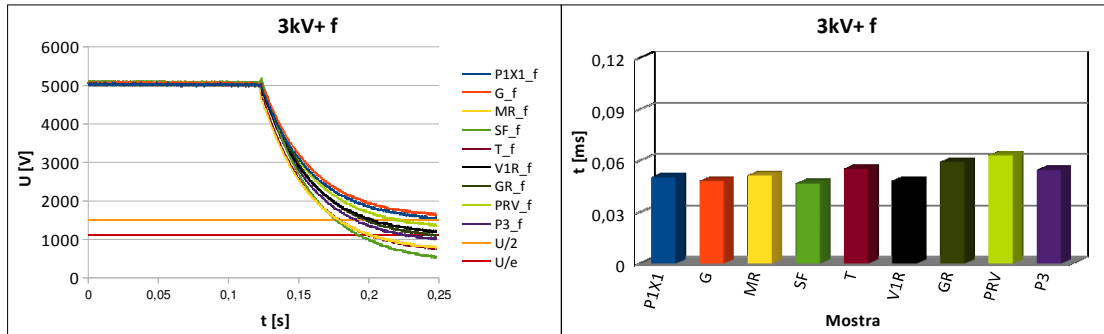 3kV+ f
6000
5000
4000
3000
2000
1000
0
U [V]
0
0,05
0,1
0,15
0,2
0,25
t [s]
P1X1_f
G_f
MR_f
SF_f
T_f
V1R_f
GR_f
PRV_f
P3_f
U/2
U/e
3kV+ f
0,12
0,09
0,06
0,03
0
t [ms]
P1X1
G
MR
SF
T
V1R
GR
PRV
P3
Mostra